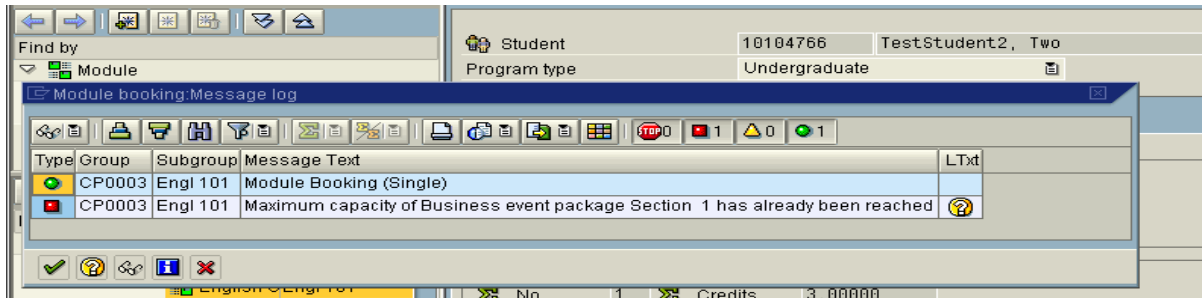 Find by
Module
Student 10104766 TestStudent2, Two
Program type Undergraduate
Module booking:Message log
STOP 0 1 0 1
Type Group Subgroup Message Text LTxt
CP0003 Engl 101 Module Booking (Single)
CP0003 Engl 101 Maximum capacity of Business event package Section 1 has already been reached
No. 1 Credits 3.00000